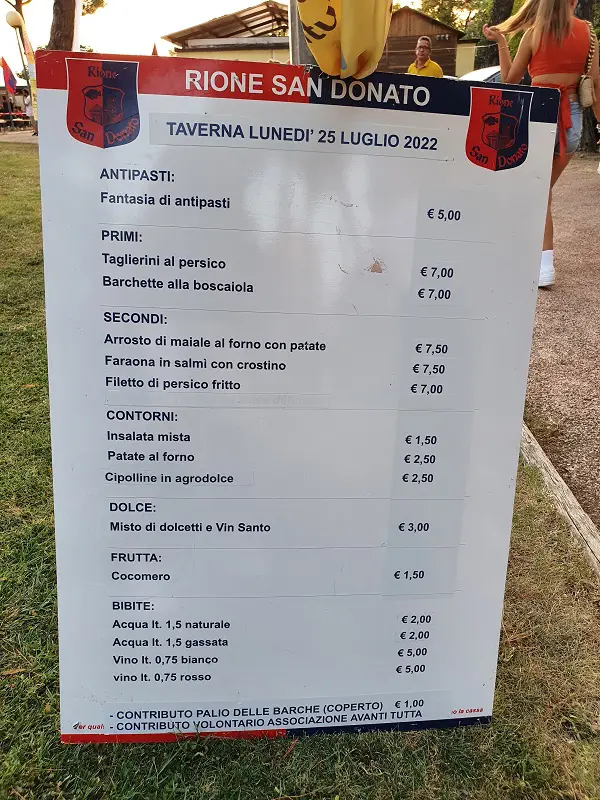 RIONE SAN DONATO
Rione
San Donato
Rione
San Donato
TAVERNA LUNEDI' 25 LUGLIO 2022
ANTIPASTI:
Fantasia di antipasti € 5,00
PRIMI:
Taglierini al persico € 7,00
Barchette alla boscaiola € 7,00
SECONDI:
Arrosto di maiale al forno con patate € 7,50
Faraona in salmì con crostino € 7,50
Filetto di persico fritto € 7,00
CONTORNI:
Insalata mista € 1,50
Patate al forno € 2,50
Cipolline in agrodolce € 2,50
DOLCE:
Misto di dolcetti e Vin Santo € 3,00
FRUTTA:
Cocomero € 1,50
BIBITE:
Acqua lt. 1,5 naturale € 2,00
Acqua lt. 1,5 gassata € 2,00
Vino lt. 0,75 bianco € 5,00
vino lt. 0,75 rosso € 5,00
- CONTRIBUTO PALIO DELLE BARCHE (COPERTO) € 1,00
- CONTRIBUTO VOLONTARIO ASSOCIAZIONE AVANTI TUTTA
la cassa